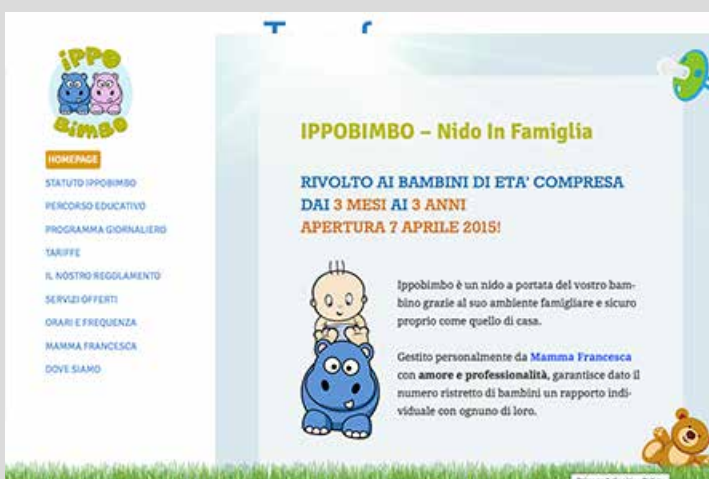 iPPO
BimBO
HOMEPAGE
STATUTO IPPOBIMBO
PERCORSO EDUCATIVO
PROGRAMMA GIORNALIERO
TARIFFE
IL NOSTRO REGOLAMENTO
SERVIZI OFFERTI
ORARI E FREQUENZA
MAMMA FRANCESCA
DOVE SIAMO
IPPOBIMBO – Nido In Famiglia
RIVOLTO AI BAMBINI DI ETA' COMPRESA
DAI 3 MESI AI 3 ANNI
APERTURA 7 APRILE 2015!
Ippobimbo è un nido a portata del vostro bam-
bino grazie al suo ambiente famigliare e sicuro
proprio come quello di casa.
Gestito personalmente da Mamma Francesca
con amore e professionalità, garantisce dato il
numero ristretto di bambini un rapporto indi-
viduale con ognuno di loro.